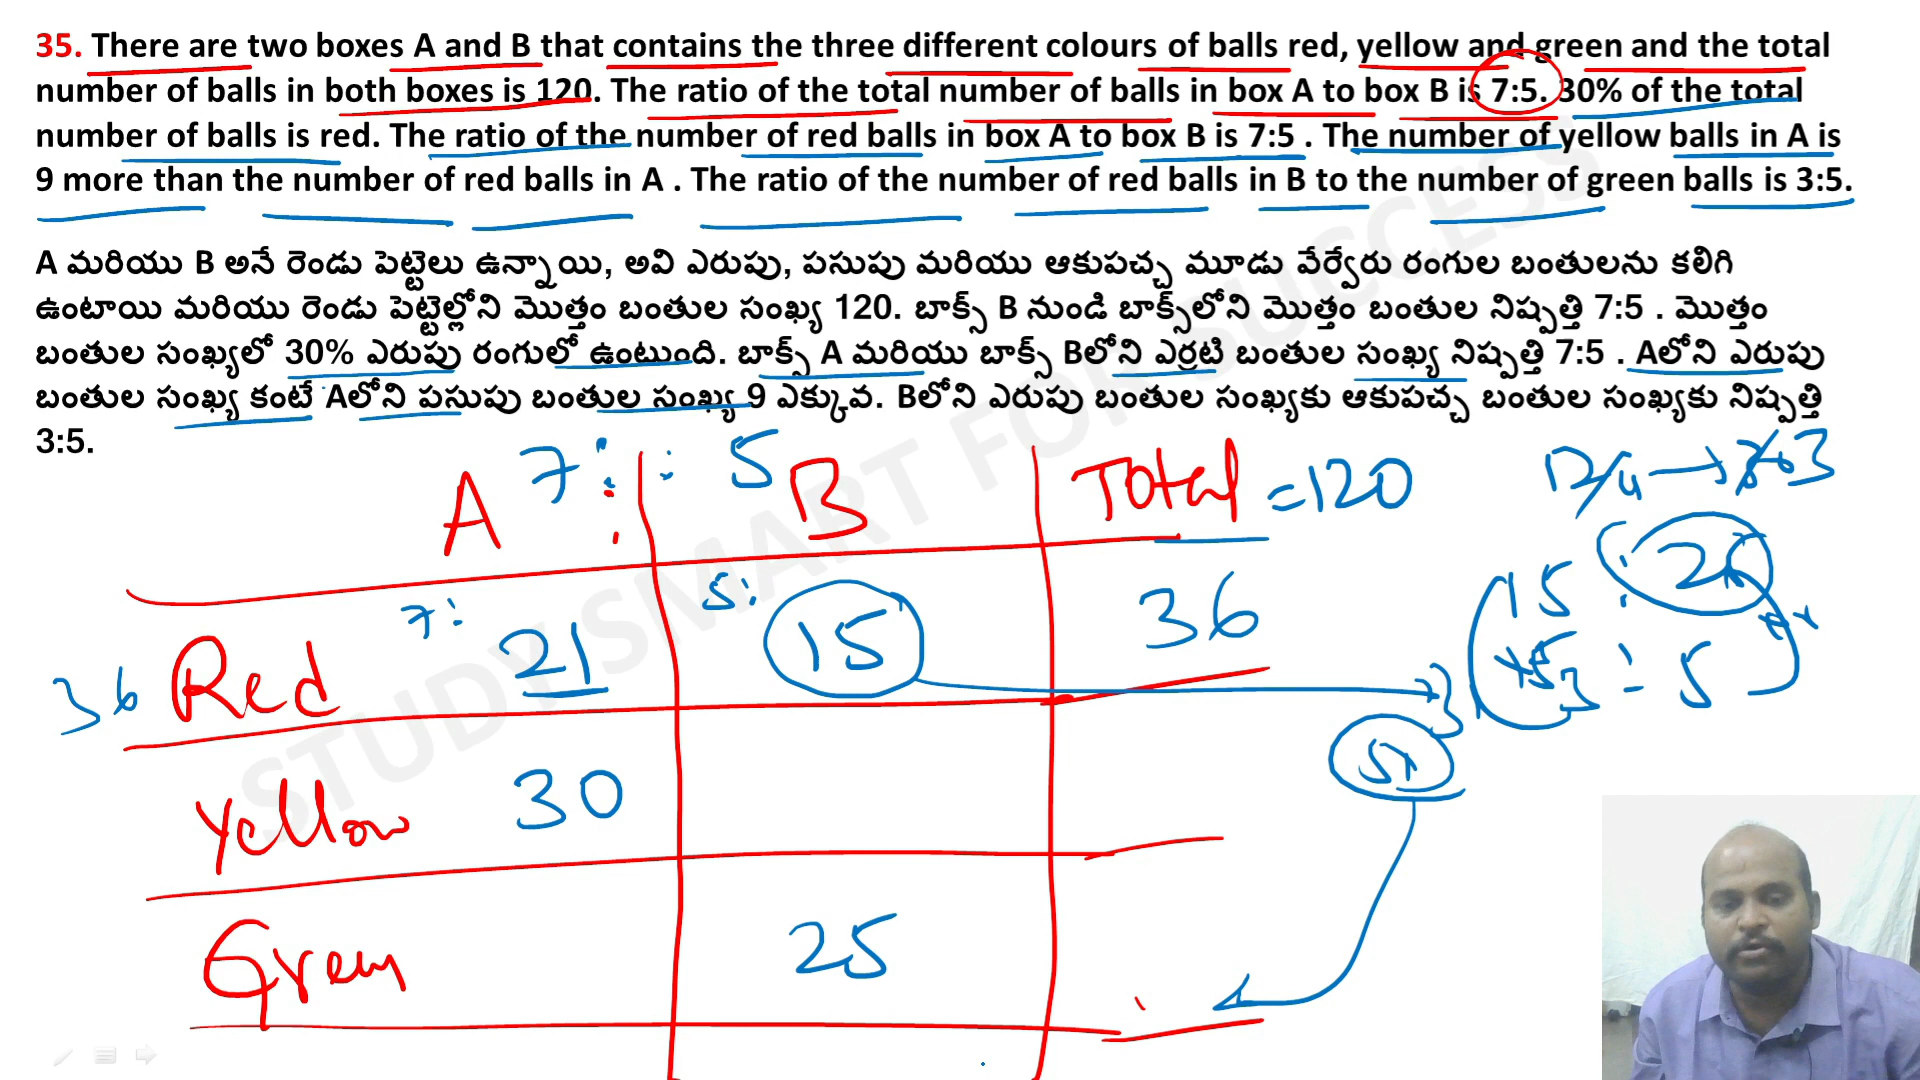 35. There are two boxes A and B that contains the three different colours of balls red, yellow and green and the total
number of balls in both boxes is 120. The ratio of the total number of balls in box A to box B is 7:5. 30% of the total
number of balls is red. The ratio of the number of red balls in box A to box B is 7:5 . The number of yellow balls in A is
9 more than the number of red balls in A . The ratio of the number of red balls in B to the number of green balls is 3:5.
A మరియు B అనే రెండు పెట్టెలు ఉన్నాయి, అవి ఎరుపు, పసుపు మరియు ఆకుపచ్చ మూడు వేర్వేరు రంగుల బంతులను కలిగి
ఉంటాయి మరియు రెండు పెట్టెల్లోని మొత్తం బంతుల సంఖ్య 120. బాక్స్ B నుండి బాక్స్‌లోని మొత్తం బంతుల నిష్పత్తి 7:5 . మొత్తం
బంతుల సంఖ్యలో 30% ఎరుపు రంగులో ఉంటుంది. బాక్స్ A మరియు బాక్స్ Bలోని ఎర్రటి బంతుల సంఖ్య నిష్పత్తి 7:5 . Aలోని ఎరుపు
బంతుల సంఖ్య కంటే Aలోని పసుపు బంతుల సంఖ్య 9 ఎక్కువ. Bలోని ఎరుపు బంతుల సంఖ్యకు ఆకుపచ్చ బంతుల సంఖ్యకు నిష్పత్తి
3:5.
A 7 : : 5 B Total =120
36 Red 7: 21 5: 15 36
15 :
3 : 5
Yellow 30
Green 25
STUDY SMART FOR SUCCESS